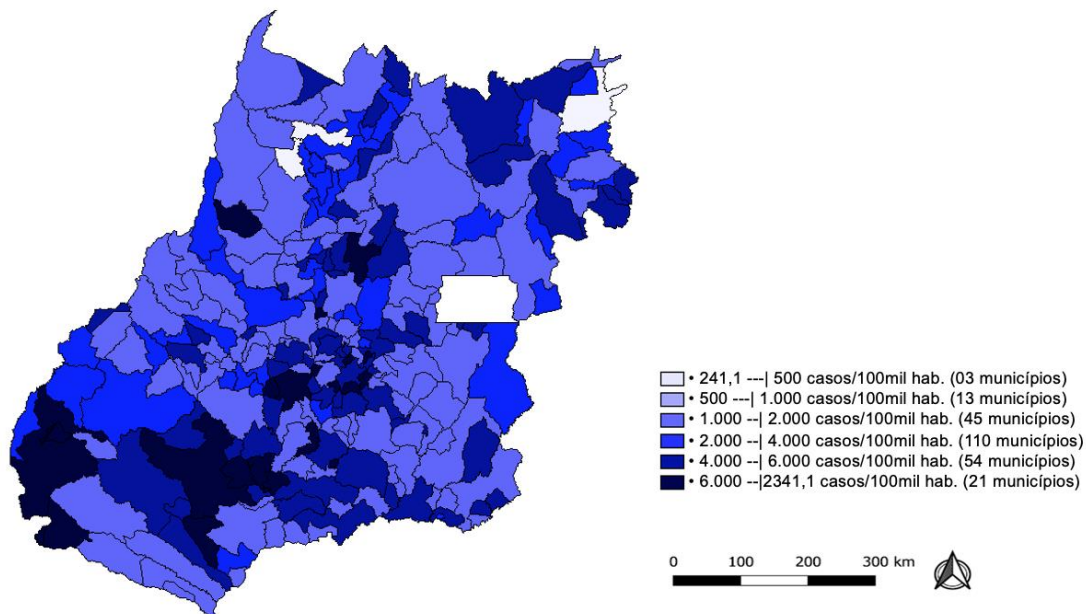 • 241,1 ---| 500 casos/100mil hab. (03 municípios)
• 500 ---| 1.000 casos/100mil hab. (13 municípios)
• 1.000 --| 2.000 casos/100mil hab. (45 municípios)
• 2.000 --| 4.000 casos/100mil hab. (110 municípios)
• 4.000 --| 6.000 casos/100mil hab. (54 municípios)
• 6.000 --|2341,1 casos/100mil hab. (21 municípios)
0 100 200 300 km